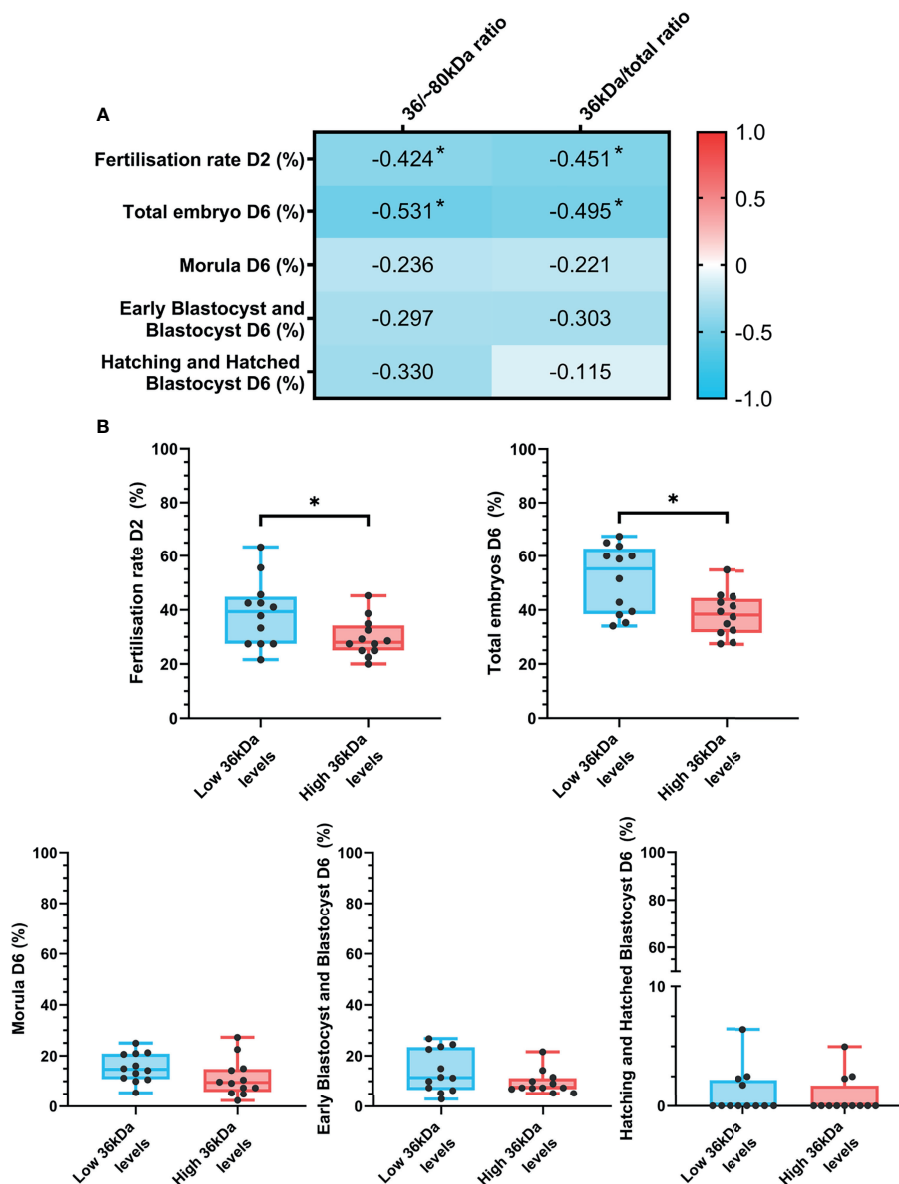 A
36/~80kDa ratio
36kDa/total ratio
Fertilisation rate D2 (%)
-0.424*
-0.451*
Total embryo D6 (%)
-0.531*
-0.495*
Morula D6 (%)
-0.236
-0.221
Early Blastocyst and
Blastocyst D6 (%)
-0.297
-0.303
Hatching and Hatched
Blastocyst D6 (%)
-0.330
-0.115
1.0
0.5
0
-0.5
-1.0
B
Fertilisation rate D2 (%)
100
80
60
40
20
0
*
Low 36kDa
levels
High 36kDa
levels
Total embryos D6 (%)
100
80
60
40
20
0
*
Low 36kDa
levels
High 36kDa
levels
Morula D6 (%)
100
80
60
40
20
0
Low 36kDa
levels
High 36kDa
levels
Early Blastocyst and Blastocyst D6 (%)
100
80
60
40
20
0
Low 36kDa
levels
High 36kDa
levels
Hatching and Hatched Blastocyst D6 (%)
100
80
60
10
0
Low 36kDa
levels
High 36kDa
levels